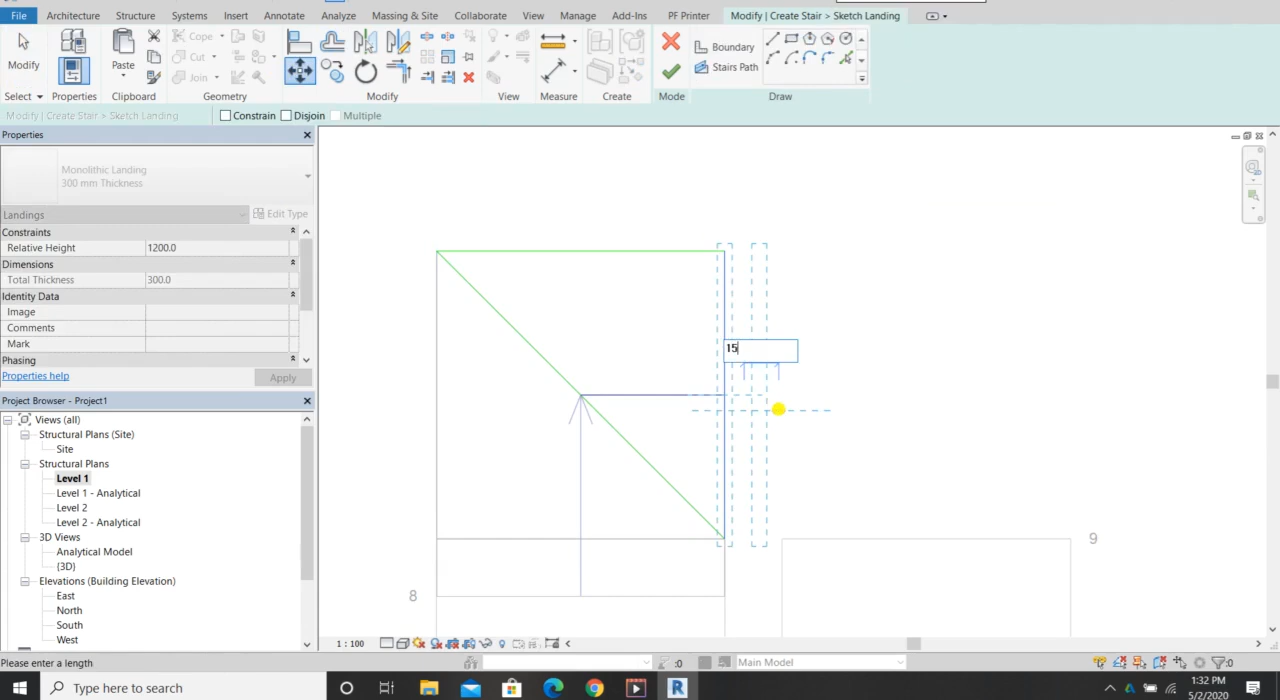 File Architecture Structure Systems Insert Annotate Analyze Massing & Site Collaborate View Manage Add-Ins PF Printer Modify | Create Stair > Sketch Landing
Modify
Paste
Cope
Cut
Join
Boundary
Stairs Path
Select Properties Clipboard Geometry Modify View Measure Create Mode Draw
Modify | Create Stair > Sketch Landing Constrain Disjoin Multiple
Properties
Monolithic Landing
300 mm Thickness
Landings Edit Type
Constraints
Relative Height 1200.0
Dimensions
Total Thickness 300.0
Identity Data
Image
Comments
Mark
Phasing
Properties help Apply
Project Browser - Project1
Views (all)
Structural Plans (Site)
Site
Structural Plans
Level 1
Level 1 - Analytical
Level 2
Level 2 - Analytical
3D Views
Analytical Model
{3D}
Elevations (Building Elevation)
East
North
South
West
15
9
8
1 : 100
Please enter a length :0 Main Model :0
Type here to search
1:32 PM
5/2/2020